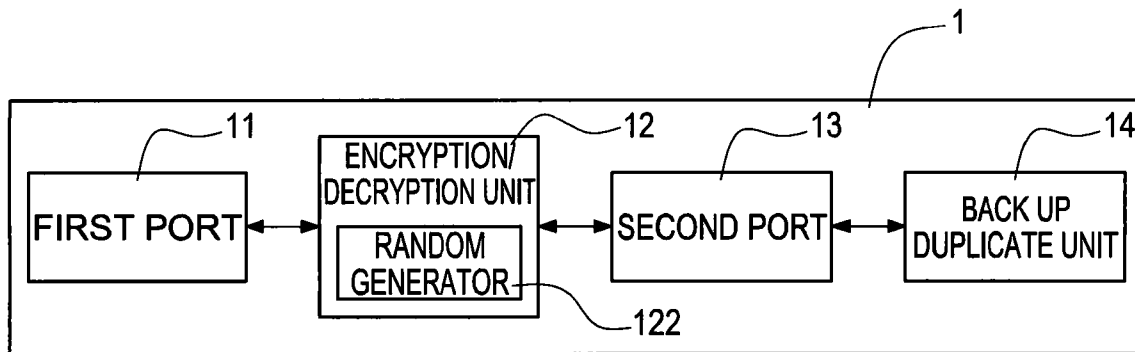 1
11
12
13
14
FIRST PORT
ENCRYPTION/
DECRYPTION UNIT
RANDOM
GENERATOR
SECOND PORT
BACK UP
DUPLICATE UNIT
122